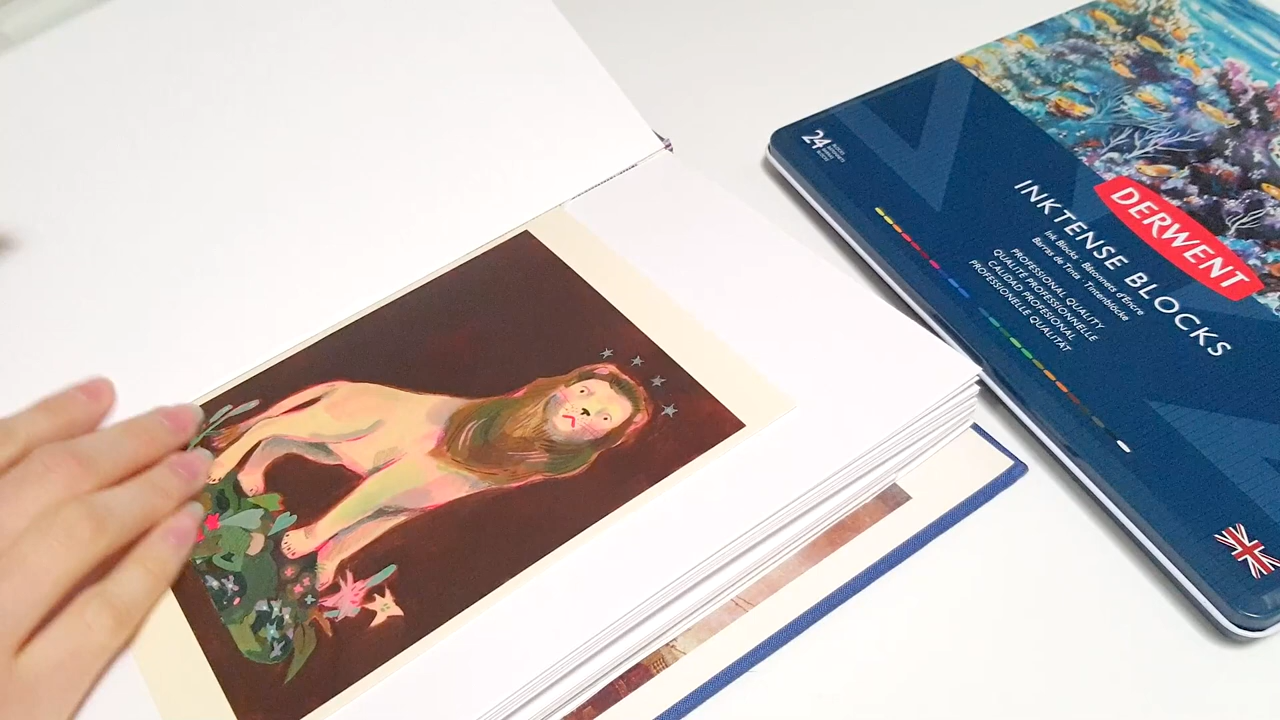 24
DERWENT
INKTENSE BLOCKS
Ink Blocks · Bâtonnets d'Encre
Barras de Tinta · Tintenblöcke
PROFESSIONAL QUALITY
QUALITÉ PROFESSIONNELLE
CALIDAD PROFESIONAL
PROFESSIONELLE QUALITÄT